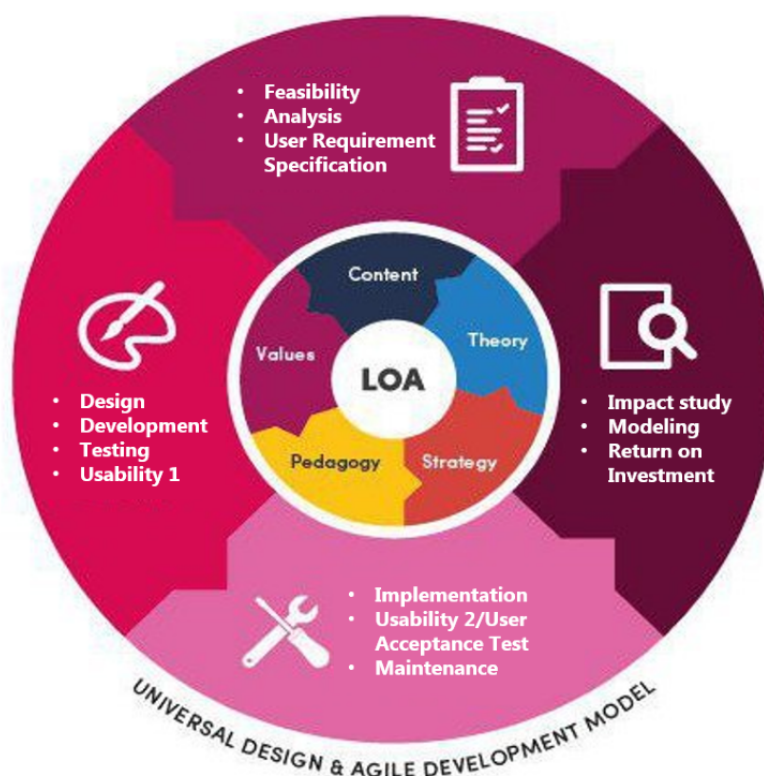 • Feasibility
• Analysis
• User Requirement
Specification
Content
Theory
Values
LOA
Pedagogy
Strategy
• Design
• Development
• Testing
• Usability 1
• Impact study
• Modeling
• Return on
Investment
• Implementation
• Usability 2/User
Acceptance Test
• Maintenance
UNIVERSAL DESIGN & AGILE DEVELOPMENT MODEL